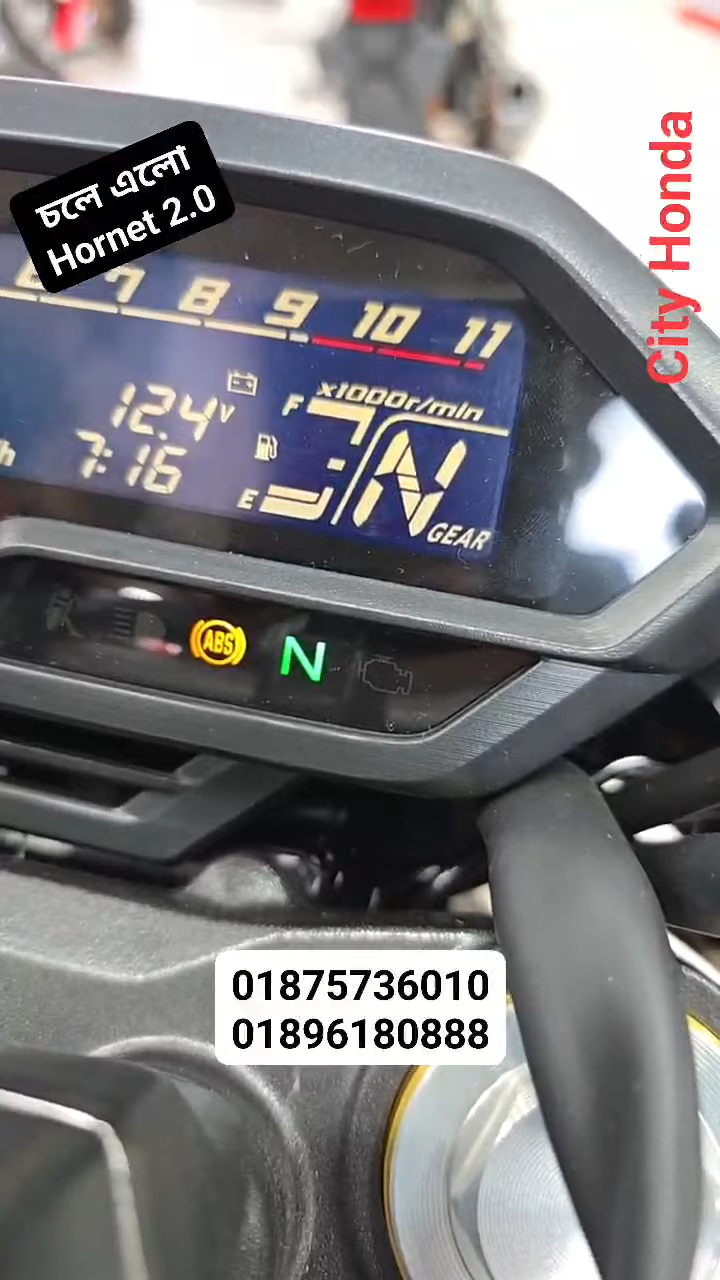 চলে এলো
Hornet 2.0
City Honda
7 8 9 10 11
x1000r/min
12.4V
F
7:16
E
N
GEAR
ABS
N
01875736010
01896180888